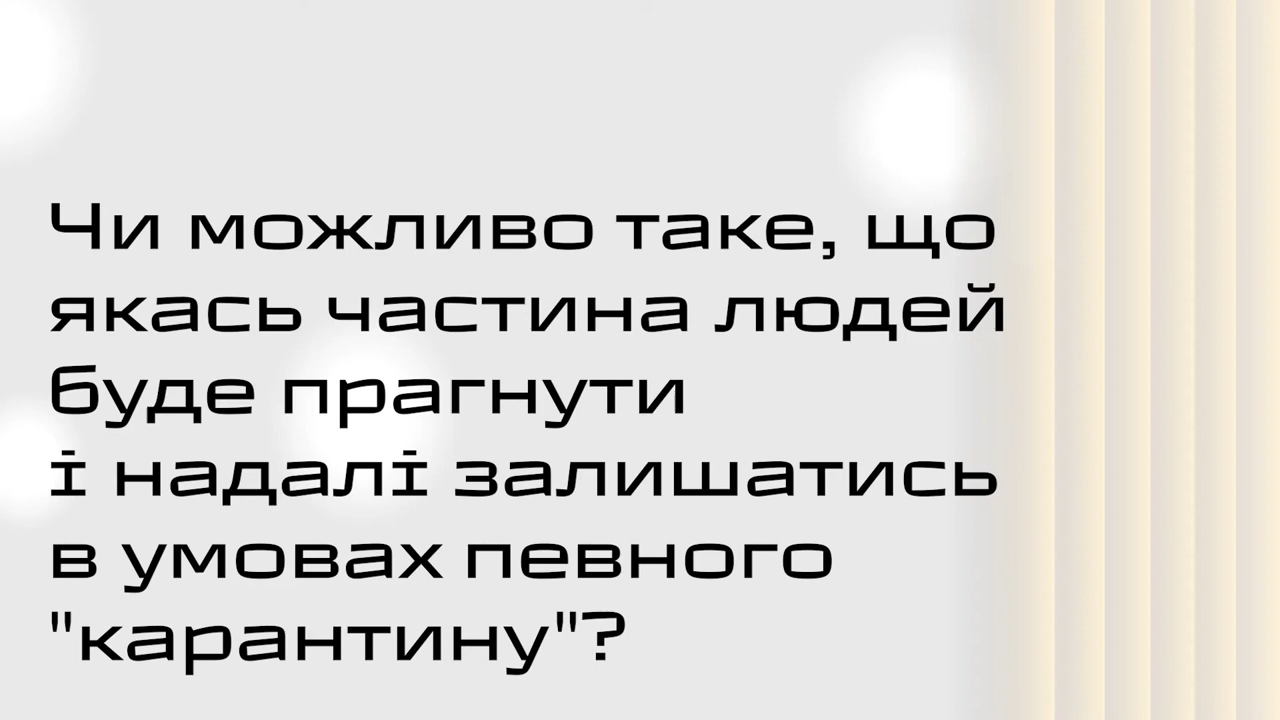 Чи можливо таке, що
якась частина людей
буде прагнути
і надалі залишатись
в умовах певного
"карантину"?